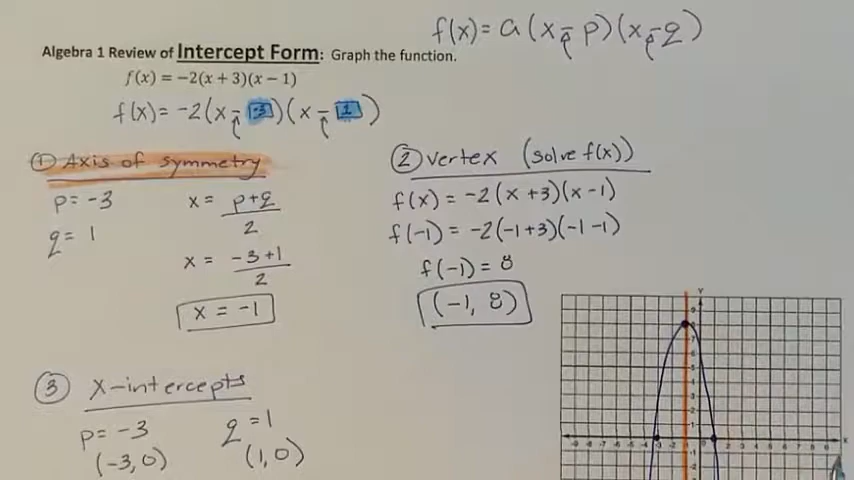 f(x) = a(x - p)(x - q)
Algebra 1 Review of Intercept Form: Graph the function.
f(x) = −2(x + 3)(x − 1)
f(x) = -2(x - -3)(x - 1)
① Axis of symmetry
p = -3
q = 1
x = p+q / 2
x = -3+1 / 2
x = -1
② vertex (solve f(x))
f(x) = -2(x+3)(x-1)
f(-1) = -2(-1+3)(-1-1)
f(-1) = 8
(-1, 8)
③ x-intercepts
p = -3
(-3, 0)
q = 1
(1, 0)